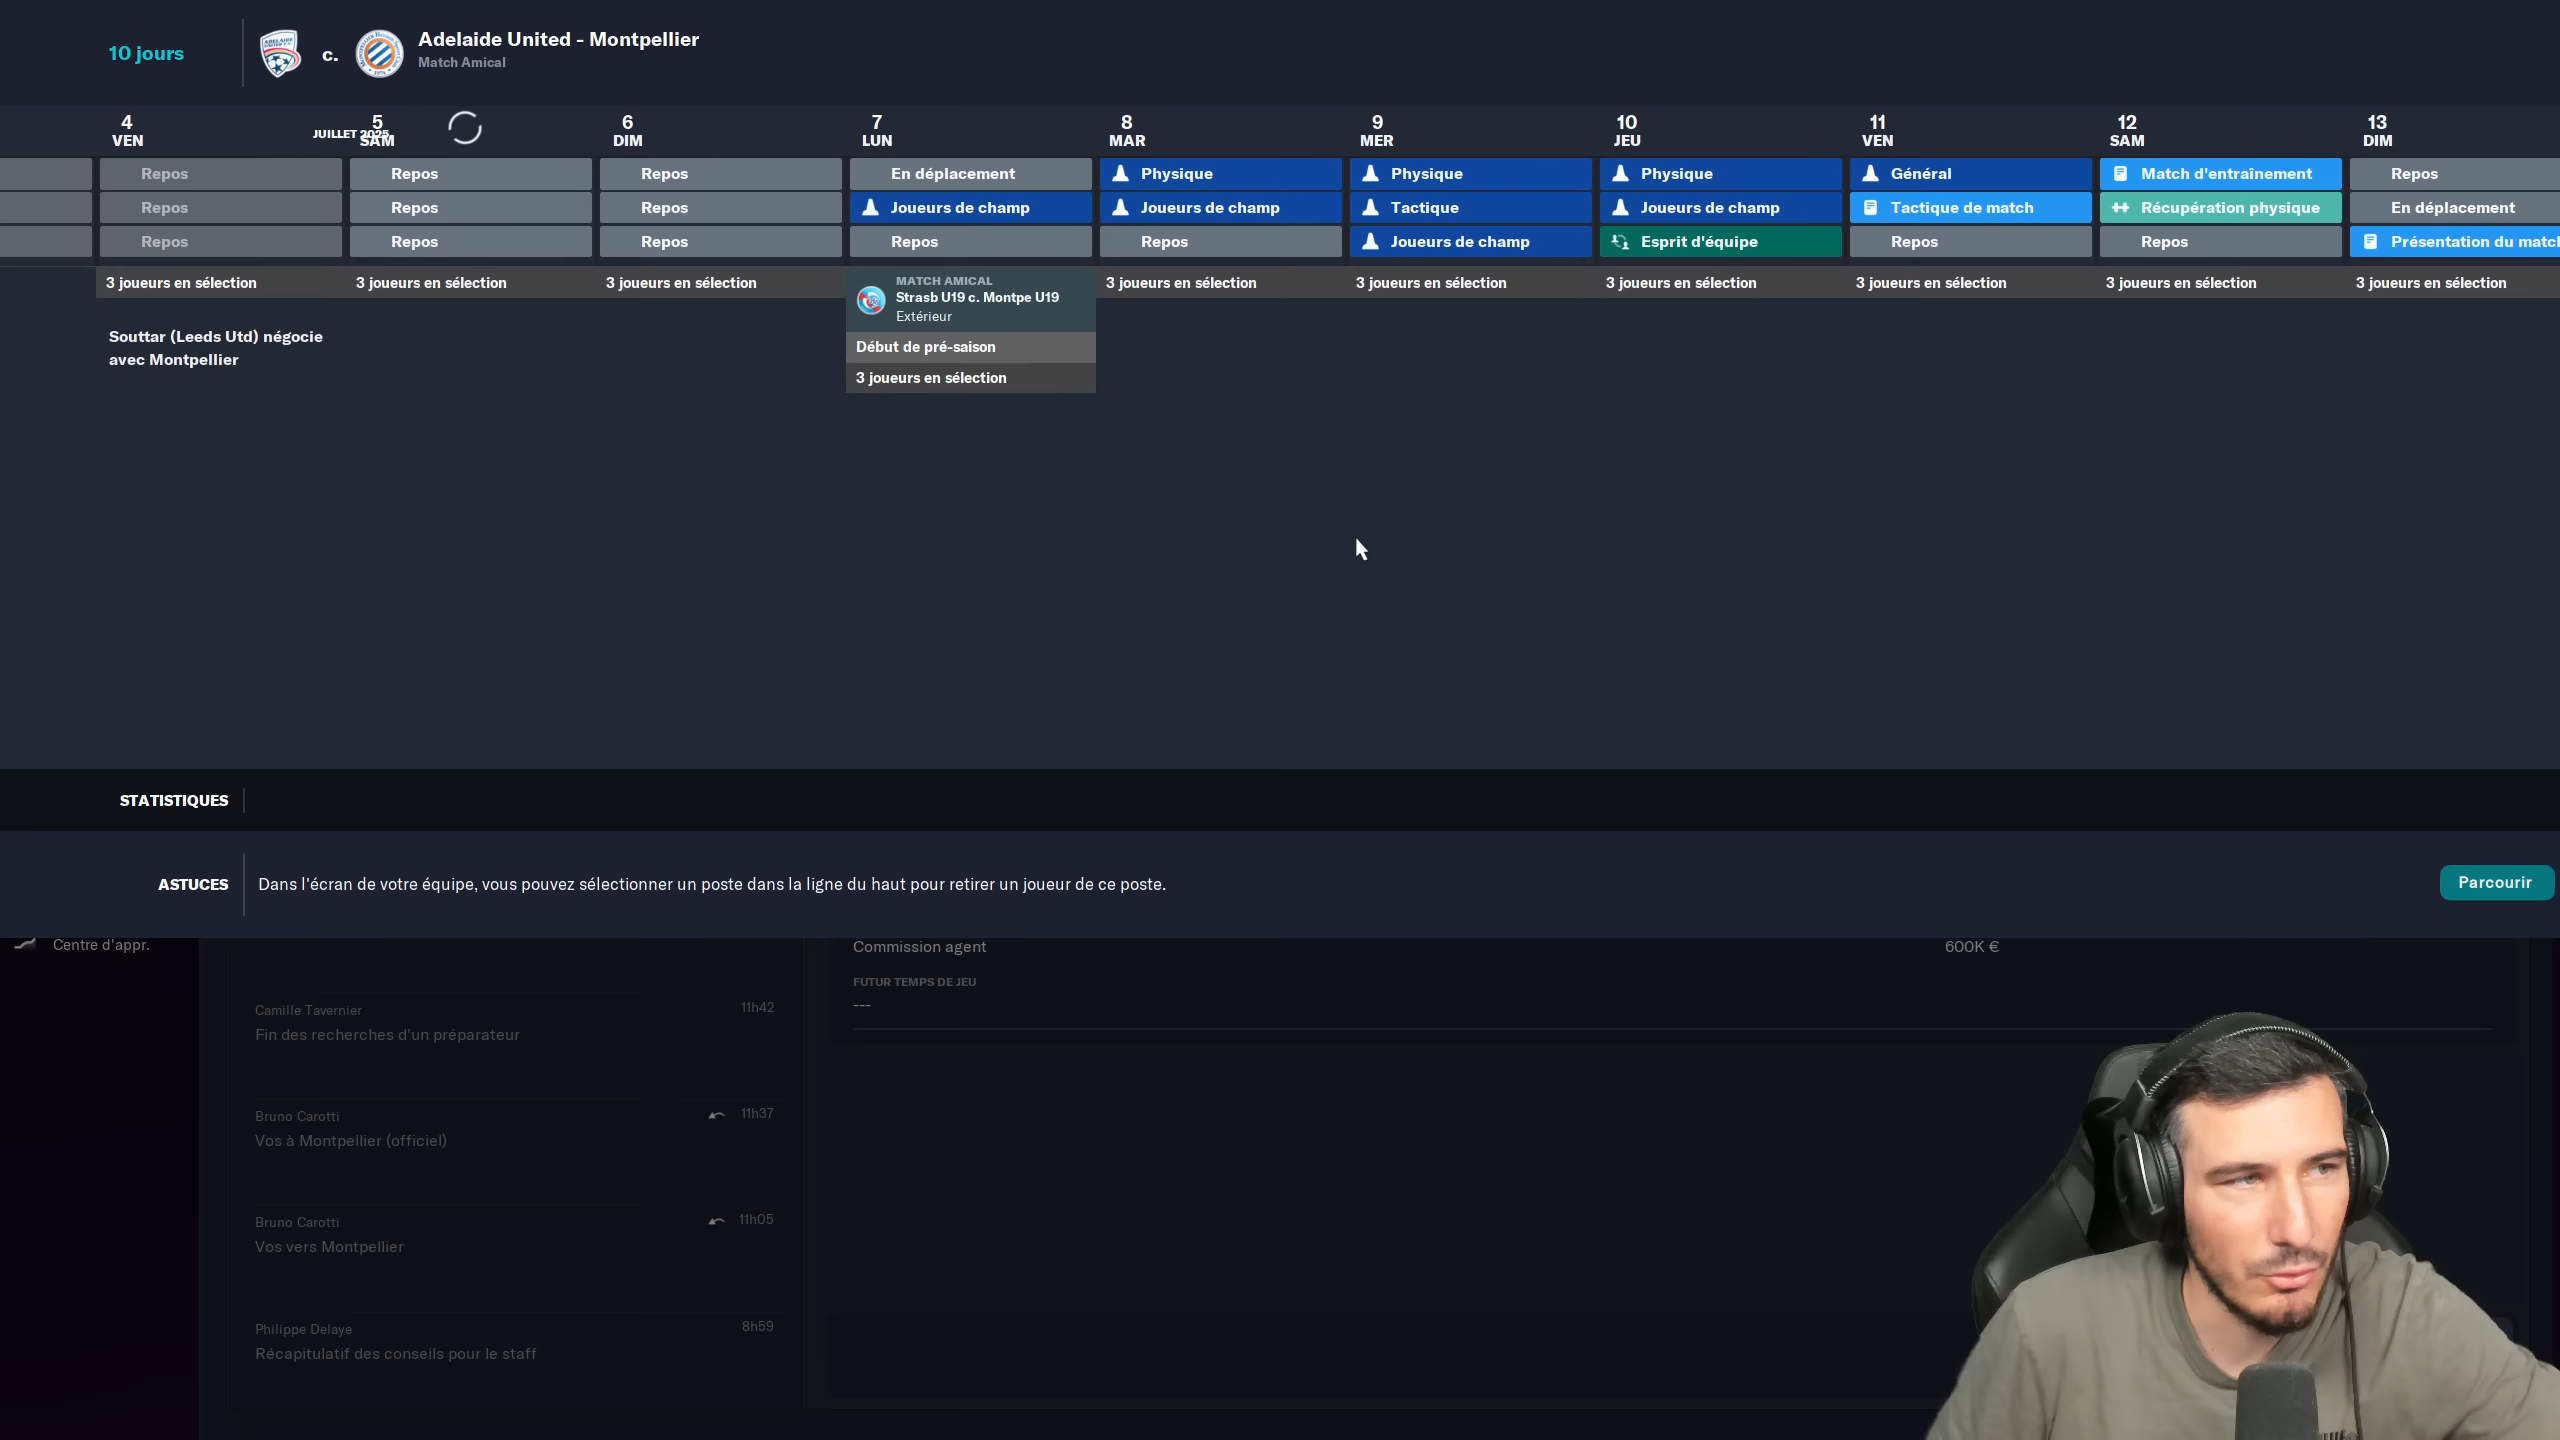 10 jours
c.
Adelaide United - Montpellier
Match Amical
JUILLET 2025
4
VEN
5
SAM
6
DIM
7
LUN
8
MAR
9
MER
10
JEU
11
VEN
12
SAM
13
DIM
Repos
Repos
Repos
En déplacement
Physique
Physique
Physique
Général
Match d'entraînement
Repos
Repos
Repos
Repos
Joueurs de champ
Joueurs de champ
Tactique
Joueurs de champ
Tactique de match
Récupération physique
En déplacement
Repos
Repos
Repos
Repos
Repos
Joueurs de champ
Esprit d'équipe
Repos
Repos
Présentation du match
3 joueurs en sélection
3 joueurs en sélection
3 joueurs en sélection
MATCH AMICAL
Strasb U19 c. Montpe U19
Extérieur
Début de pré-saison
3 joueurs en sélection
3 joueurs en sélection
3 joueurs en sélection
3 joueurs en sélection
3 joueurs en sélection
3 joueurs en sélection
3 joueurs en sélection
Souttar (Leeds Utd) négocie
avec Montpellier
STATISTIQUES
ASTUCES
Dans l'écran de votre équipe, vous pouvez sélectionner un poste dans la ligne du haut pour retirer un joueur de ce poste.
Parcourir
Centre d'appr.
Commission agent
600K €
FUTUR TEMPS DE JEU
---
Camille Tavernier
11h42
Fin des recherches d'un préparateur
Bruno Carotti
11h37
Vos à Montpellier (officiel)
Bruno Carotti
11h05
Vos vers Montpellier
Philippe Delaye
8h59
Récapitulatif des conseils pour le staff